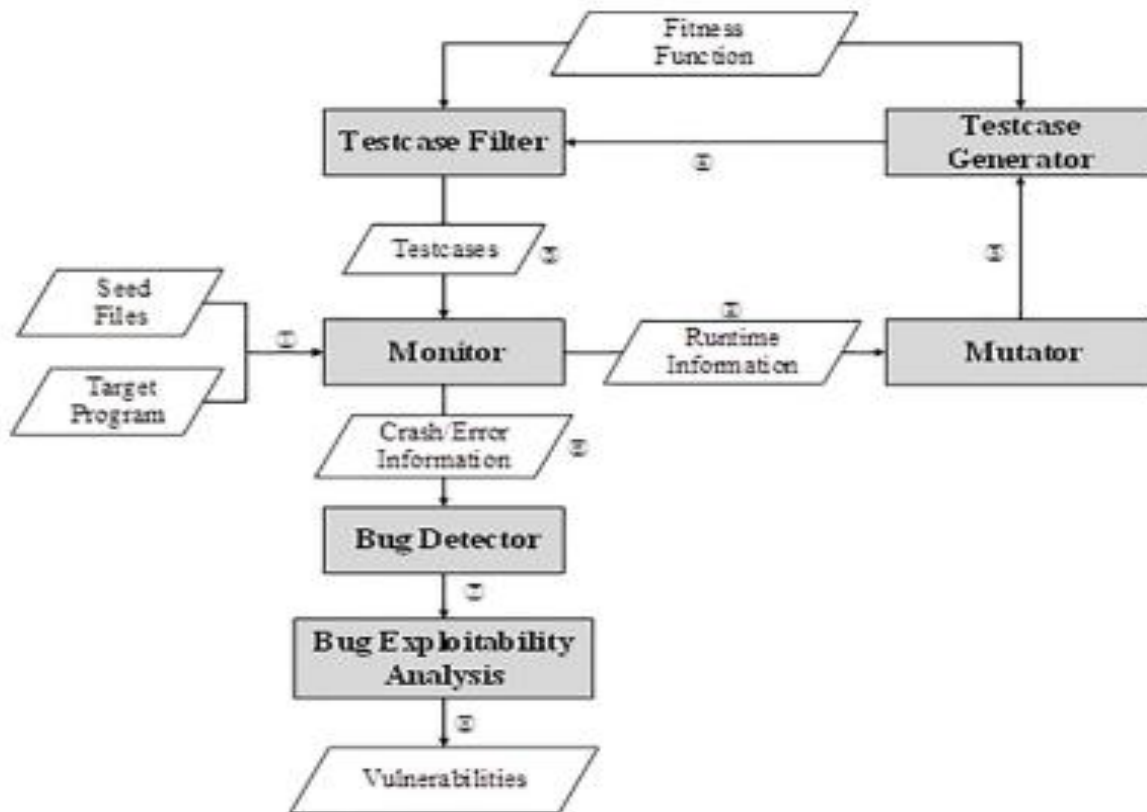 Fitness
Function
Testcase Filter
Testcase
Generator
Testcases
Seed
Files
Monitor
Runtime
Information
Mutator
Target
Program
Crash/Error
Information
Bug Detector
Bug Exploitability
Analysis
Vulnerabilities